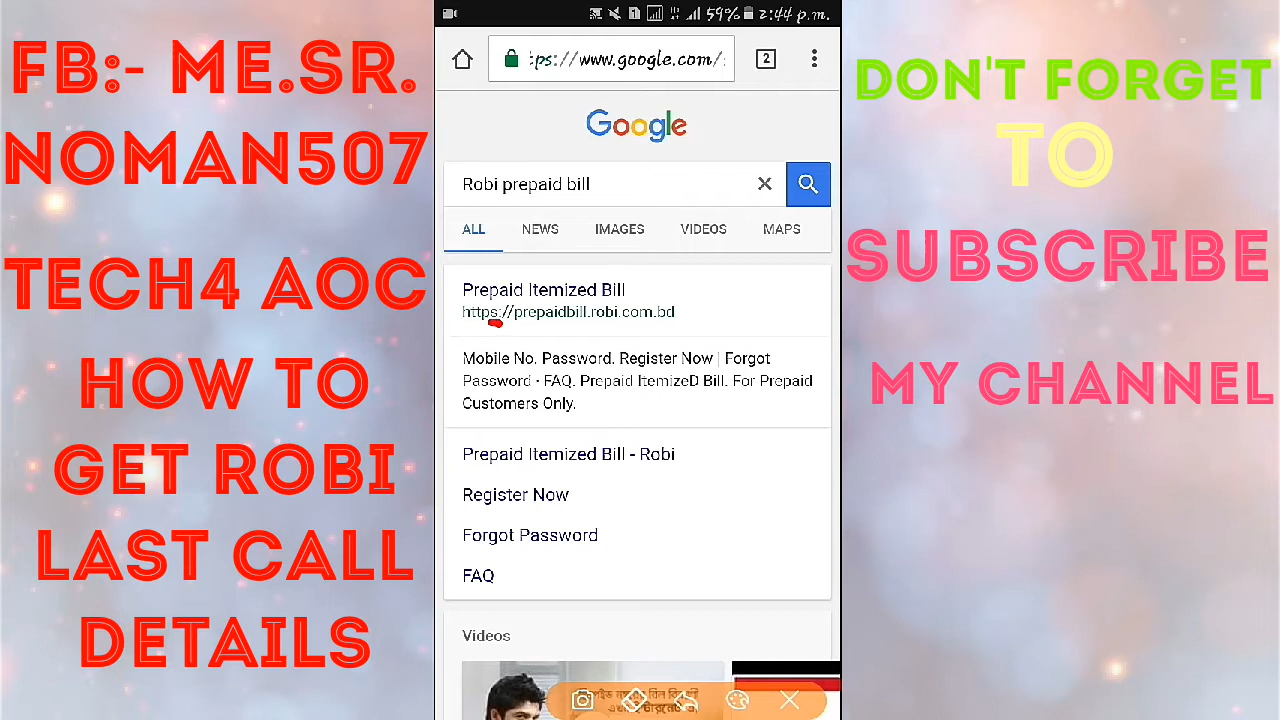 FB:- ME.SR.
NOMAN507
TECH4 AOC
HOW TO
GET ROBI
LAST CALL
DETAILS
59% 2:44 p.m.
ps://www.google.com/
2
Google
Robi prepaid bill
ALL NEWS IMAGES VIDEOS MAPS
Prepaid Itemized Bill
https://prepaidbill.robi.com.bd
Mobile No. Password. Register Now | Forgot
Password - FAQ. Prepaid ItemizeD Bill. For Prepaid
Customers Only.
Prepaid Itemized Bill - Robi
Register Now
Forgot Password
FAQ
Videos
DON'T FORGET
TO
SUBSCRIBE
MY CHANNEL